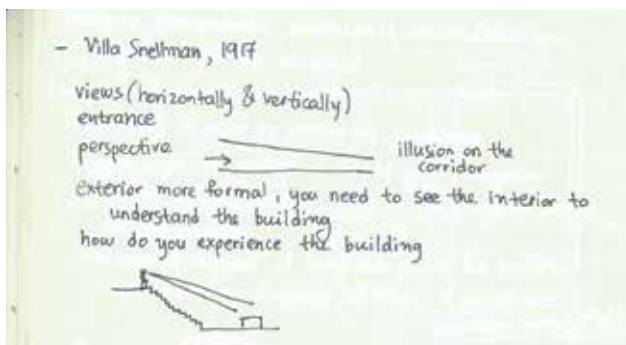 - Villa Snellman, 1917
views (horizontally & vertically)
entrance
perspective
illusion on the
corridor
exterior more formal, you need to see the interior to
understand the building
how do you experience the building